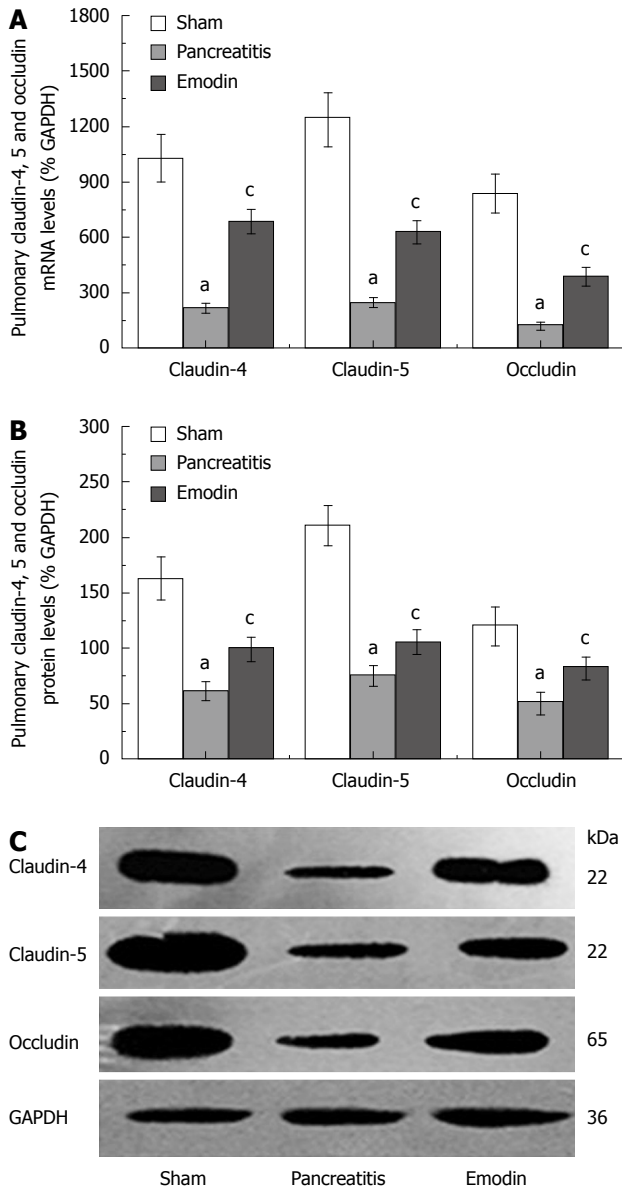 A
Pulmonary claudin-4, 5 and occludin
mRNA levels (% GAPDH)
1800
1500
1200
900
600
300
0
Sham
Pancreatitis
Emodin
a
c
a
c
a
c
Claudin-4
Claudin-5
Occludin
B
Pulmonary claudin-4, 5 and occludin
protein levels (% GAPDH)
300
250
200
150
100
50
0
Sham
Pancreatitis
Emodin
a
c
a
c
a
c
Claudin-4
Claudin-5
Occludin
C
kDa
Claudin-4
22
Claudin-5
22
Occludin
65
GAPDH
36
Sham
Pancreatitis
Emodin